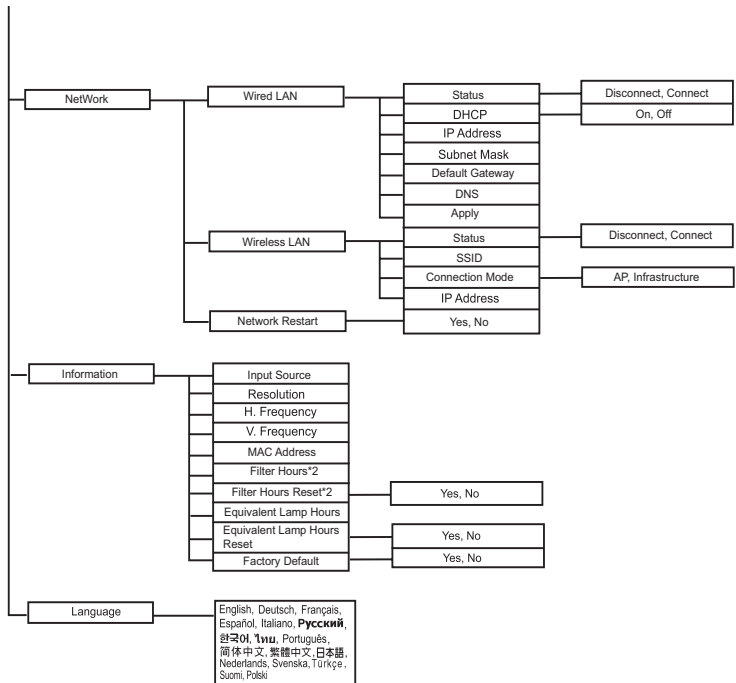 NetWork
Wired LAN
Status
Disconnect, Connect
DHCP
On, Off
IP Address
Subnet Mask
Default Gateway
DNS
Apply
Wireless LAN
Status
Disconnect, Connect
SSID
Connection Mode
AP, Infrastructure
IP Address
Network Restart
Yes, No
Information
Input Source
Resolution
H. Frequency
V. Frequency
MAC Address
Filter Hours*2
Filter Hours Reset*2
Yes, No
Equivalent Lamp Hours
Equivalent Lamp Hours
Reset
Yes, No
Factory Default
Yes, No
Language
English, Deutsch, Français,
Español, Italiano, Русский,
한국어, ไทย, Português,
简体中文, 繁體中文, 日本語,
Nederlands, Svenska, Türkçe,
Suomi, Polski